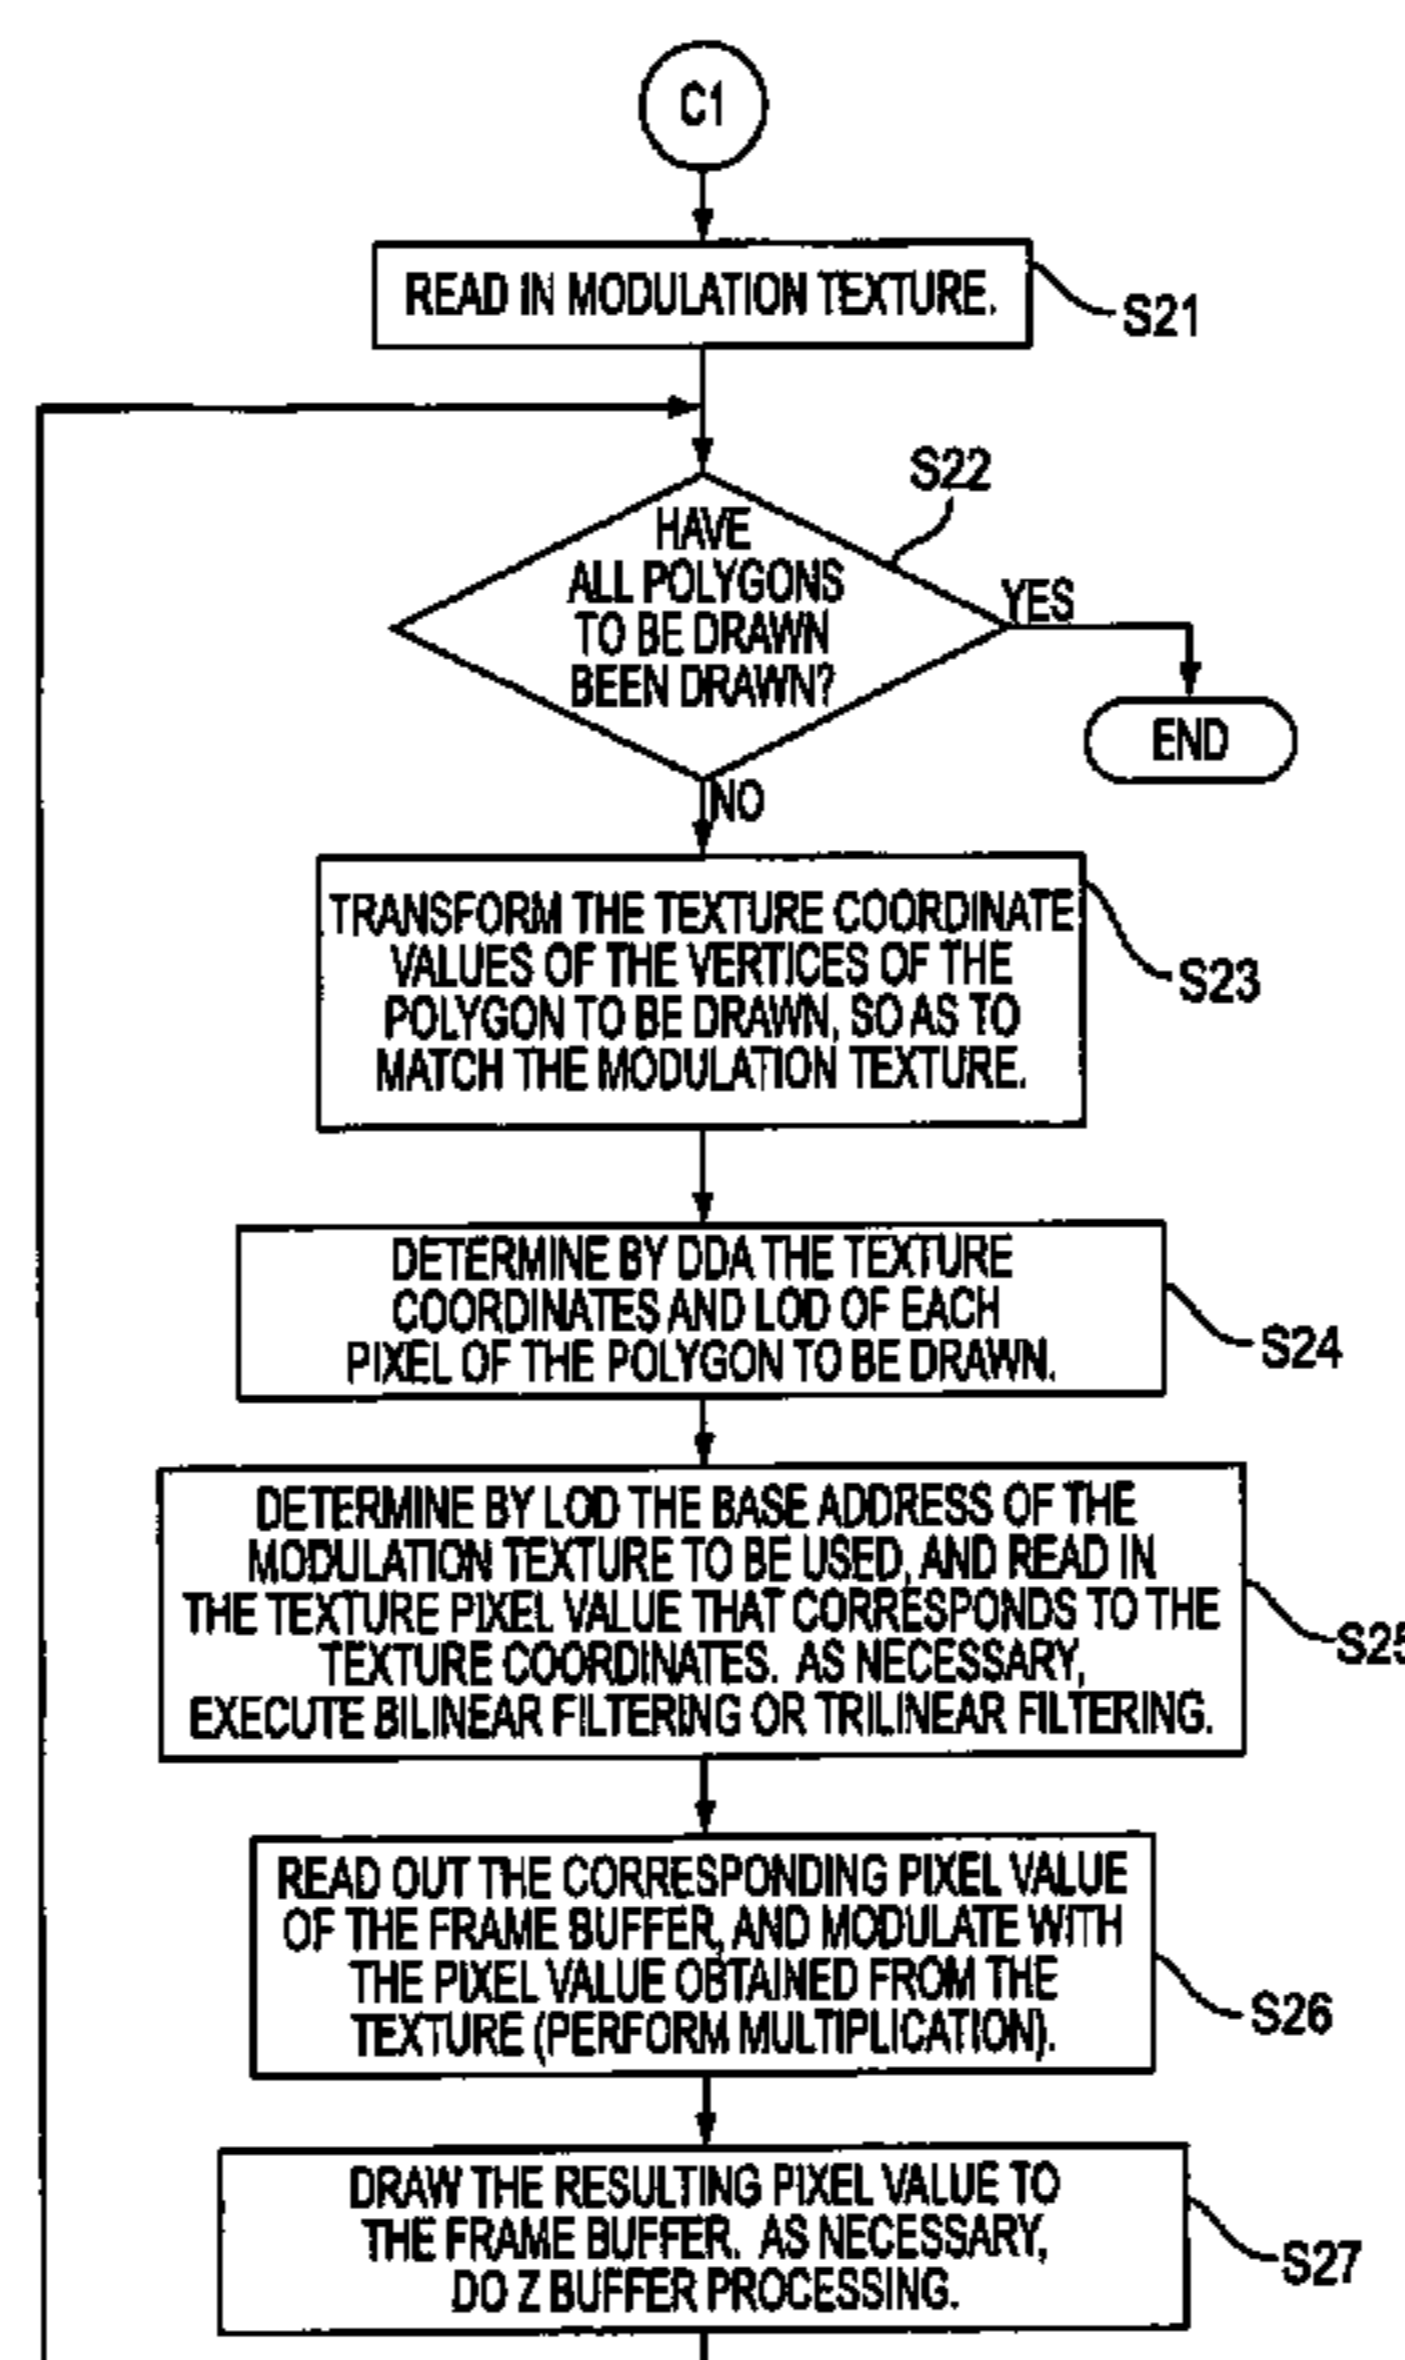 C1
READ IN MODULATION TEXTURE.
S21
S22
HAVE
ALL POLYGONS
TO BE DRAWN
BEEN DRAWN?
YES
END
NO
TRANSFORM THE TEXTURE COORDINATE
VALUES OF THE VERTICES OF THE
POLYGON TO BE DRAWN, SO AS TO
MATCH THE MODULATION TEXTURE.
S23
DETERMINE BY DDA THE TEXTURE
COORDINATES AND LOD OF EACH
PIXEL OF THE POLYGON TO BE DRAWN.
S24
DETERMINE BY LOD THE BASE ADDRESS OF THE
MODULATION TEXTURE TO BE USED, AND READ IN
THE TEXTURE PIXEL VALUE THAT CORRESPONDS TO THE
TEXTURE COORDINATES. AS NECESSARY,
EXECUTE BILINEAR FILTERING OR TRILINEAR FILTERING.
S25
READ OUT THE CORRESPONDING PIXEL VALUE
OF THE FRAME BUFFER, AND MODULATE WITH
THE PIXEL VALUE OBTAINED FROM THE
TEXTURE (PERFORM MULTIPLICATION).
S26
DRAW THE RESULTING PIXEL VALUE TO
THE FRAME BUFFER. AS NECESSARY,
DO Z BUFFER PROCESSING.
S27